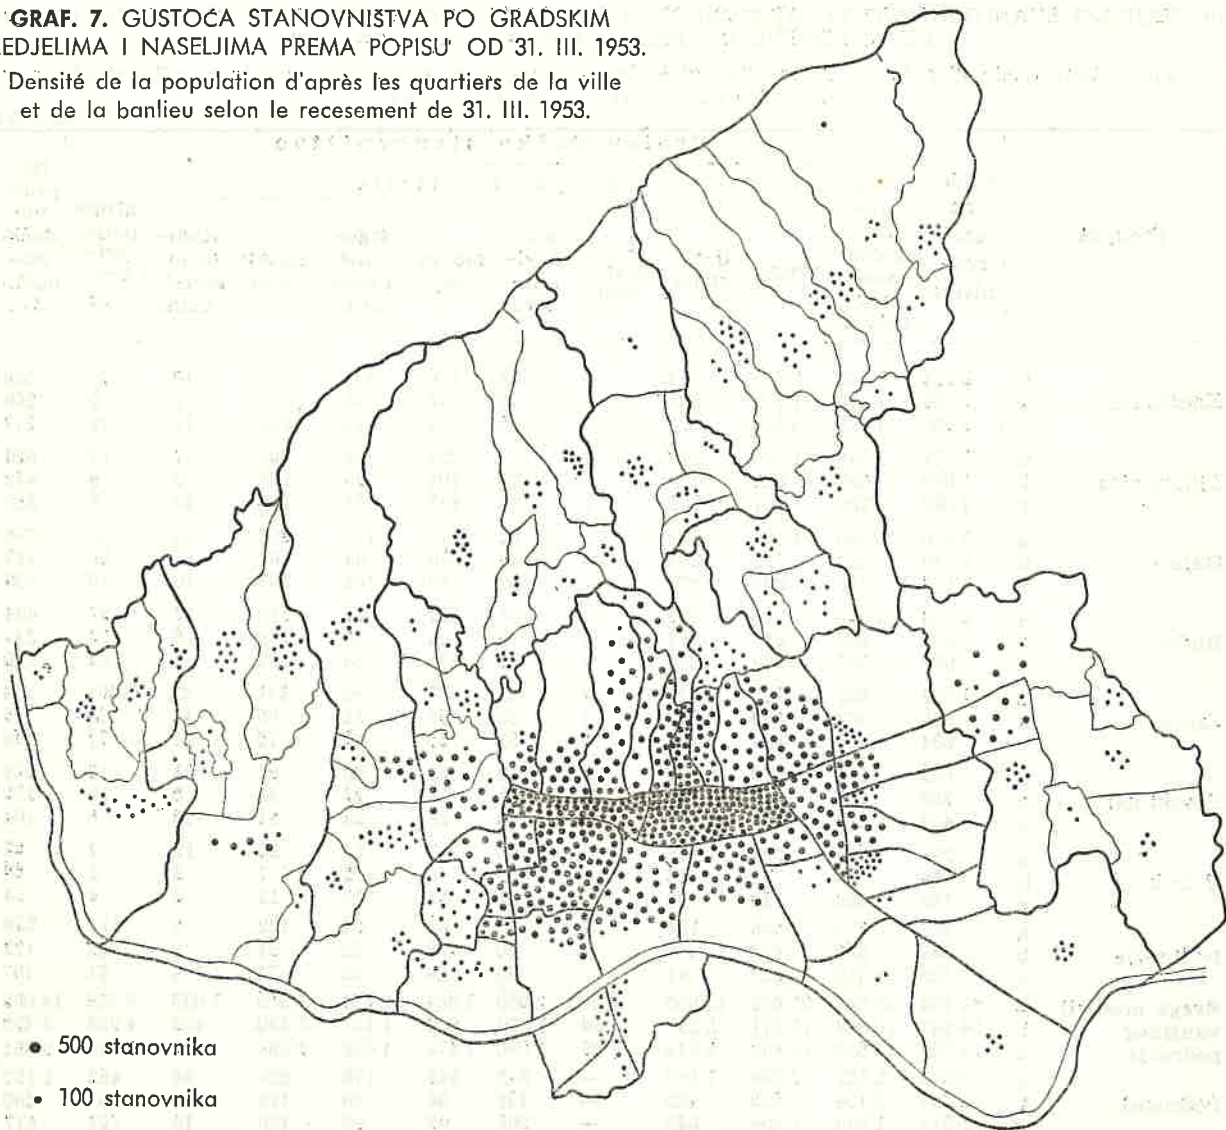 GRAF. 7. GUSTOĆA STANOVNIŠTVA PO GRADSKIM
EDJELIMA I NASELJIMA PREMA POPISU OD 31. III. 1953.
Densité de la population d'après les quartiers de la ville
et de la banlieu selon le recesement de 31. III. 1953.
500 stanovnika
100 stanovnika